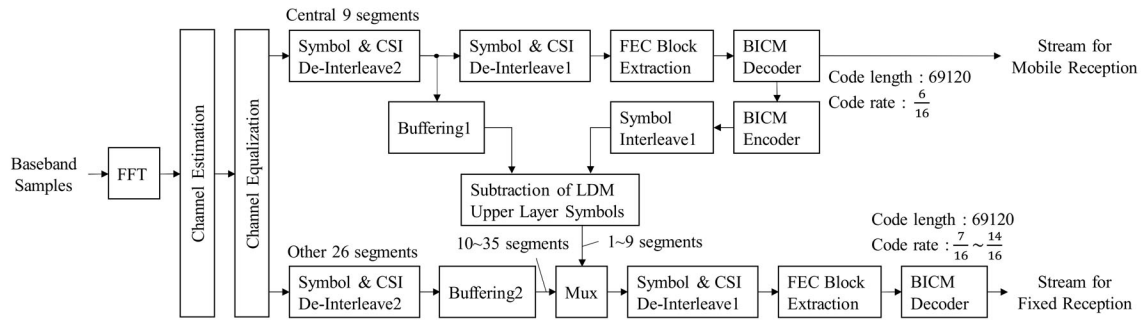 Central 9 segments
Symbol & CSI
De-Interleave2
Symbol & CSI
De-Interleave1
FEC Block
Extraction
BICM
Decoder
Stream for
Mobile Reception
Code length : 69120
Code rate : 6/16
Buffering1
Symbol
Interleave1
BICM
Encoder
Baseband
Samples
FFT
Channel Estimation
Channel Equalization
Subtraction of LDM
Upper Layer Symbols
Code length : 69120
Code rate : 7/16 ~ 14/16
10~35 segments
1~9 segments
Other 26 segments
Symbol & CSI
De-Interleave2
Buffering2
Mux
Symbol & CSI
De-Interleave1
FEC Block
Extraction
BICM
Decoder
Stream for
Fixed Reception